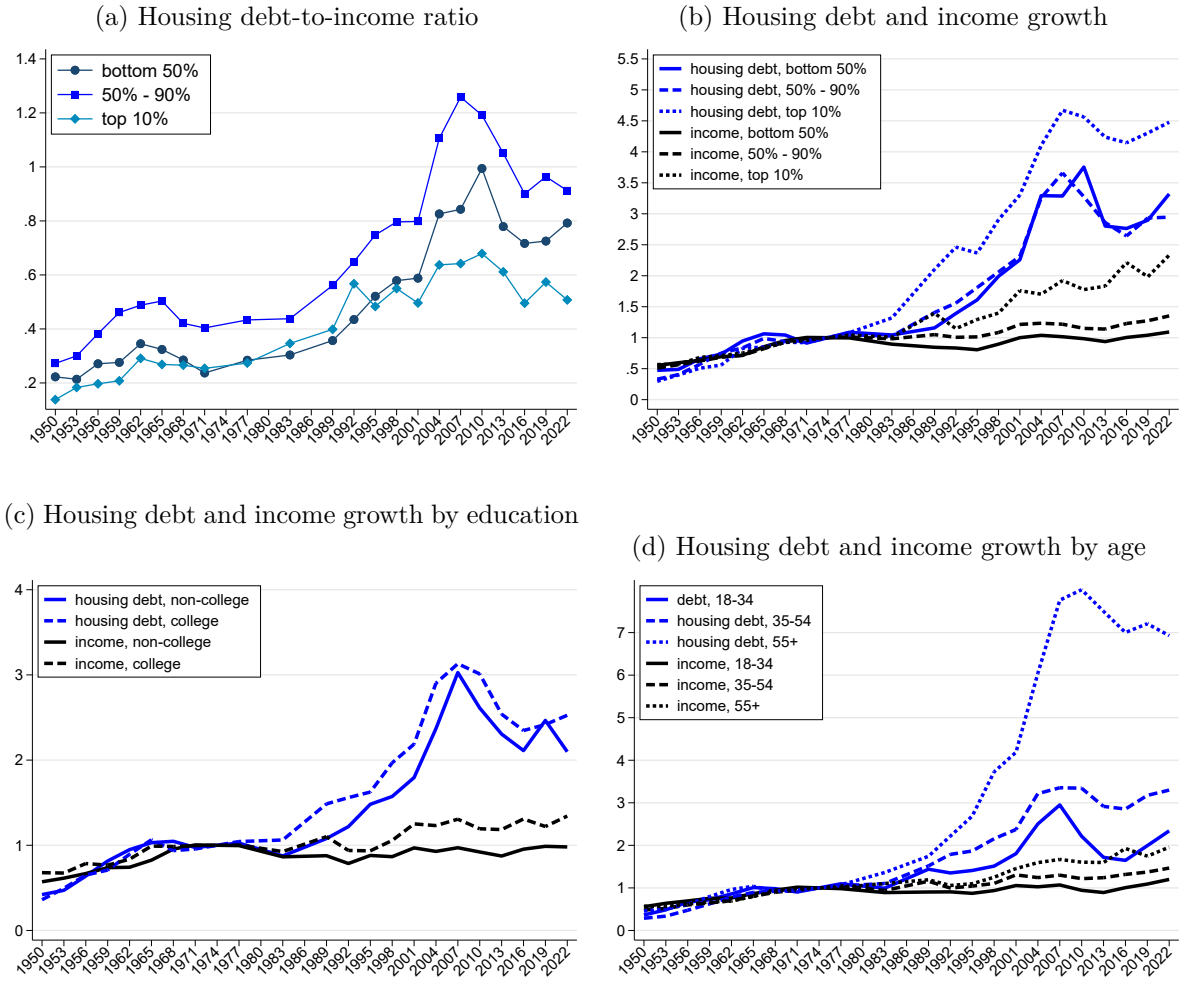 (a) Housing debt-to-income ratio
bottom 50%
50% - 90%
top 10%
1.4
1.2
1
.8
.6
.4
.2
1950 1953 1956 1959 1962 1965 1968 1971 1974 1977 1980 1983 1986 1989 1992 1995 1998 2001 2004 2007 2010 2013 2016 2019 2022
(b) Housing debt and income growth
housing debt, bottom 50%
housing debt, 50% - 90%
housing debt, top 10%
income, bottom 50%
income, 50% - 90%
income, top 10%
5.5
5
4.5
4
3.5
3
2.5
2
1.5
1
.5
0
1950 1953 1956 1959 1962 1965 1968 1971 1974 1977 1980 1983 1986 1989 1992 1995 1998 2001 2004 2007 2010 2013 2016 2019 2022
(c) Housing debt and income growth by education
housing debt, non-college
housing debt, college
income, non-college
income, college
4
3
2
1
0
1950 1953 1956 1959 1962 1965 1968 1971 1974 1977 1980 1983 1986 1989 1992 1995 1998 2001 2004 2007 2010 2013 2016 2019 2022
(d) Housing debt and income growth by age
debt, 18-34
housing debt, 35-54
housing debt, 55+
income, 18-34
income, 35-54
income, 55+
7
6
5
4
3
2
1
0
1950 1953 1956 1959 1962 1965 1968 1971 1974 1977 1980 1983 1986 1989 1992 1995 1998 2001 2004 2007 2010 2013 2016 2019 2022